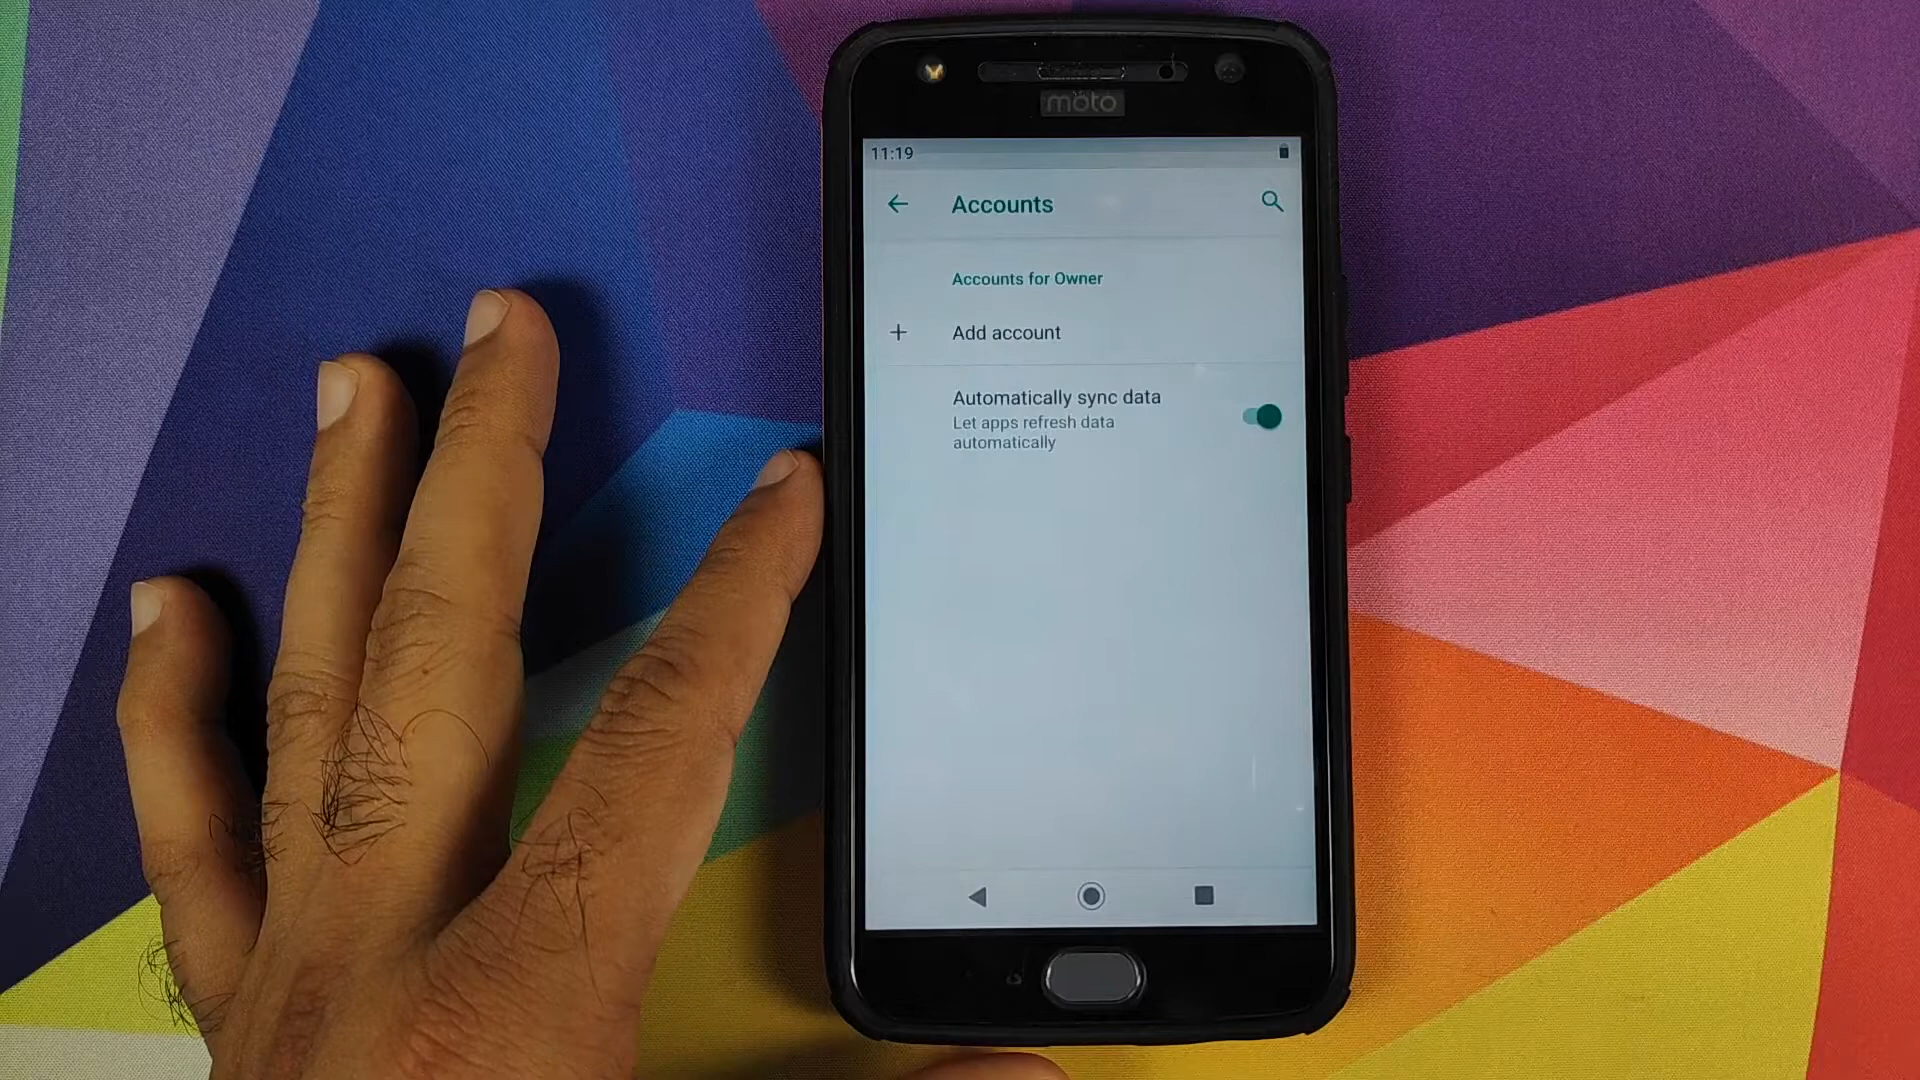 moto
11:19
Accounts
Accounts for Owner
Add account
Automatically sync data
Let apps refresh data
automatically